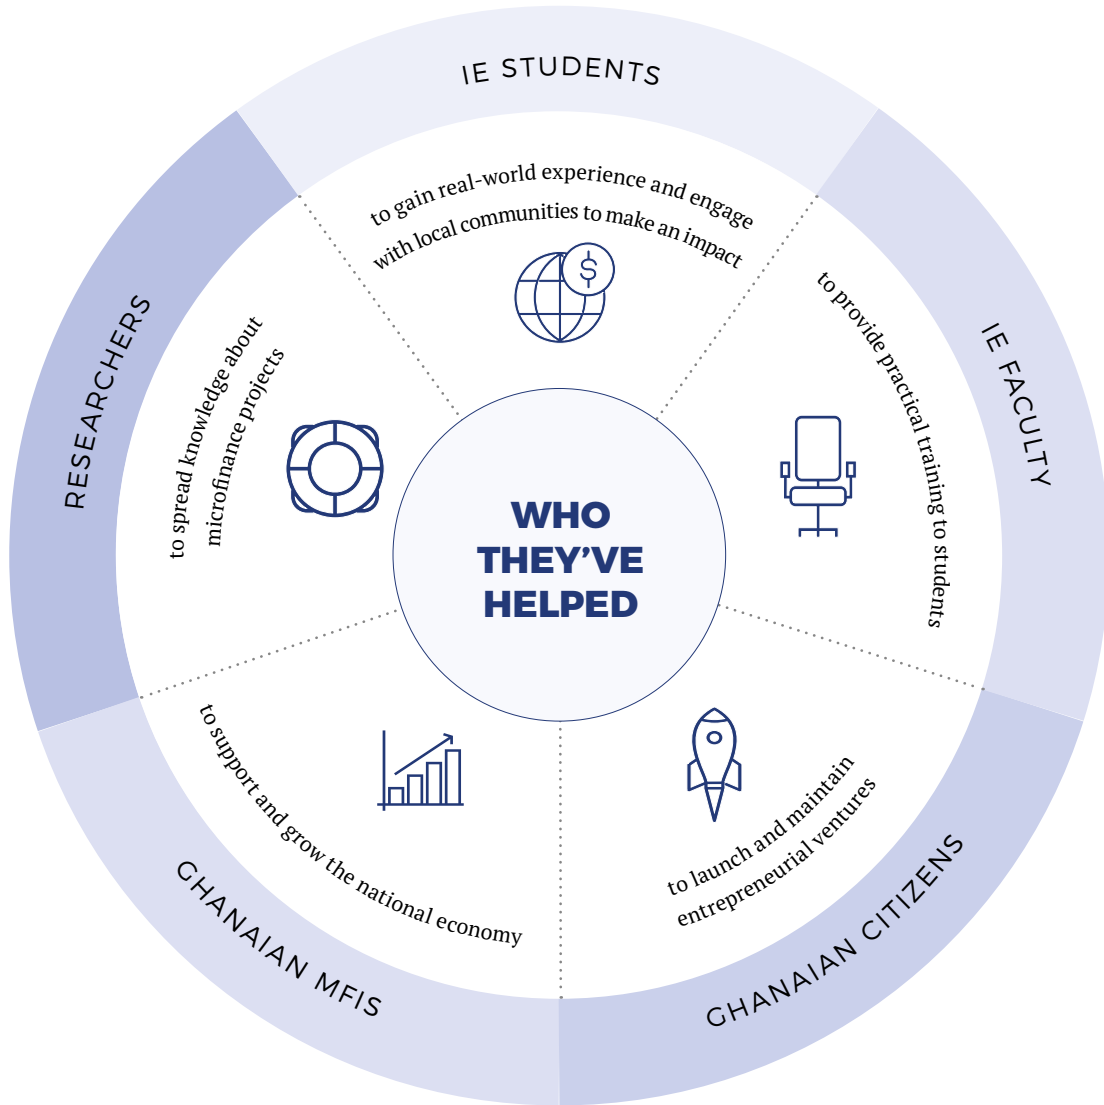 IE STUDENTS
to gain real-world experience and engage
with local communities to make an impact
$
IE FACULTY
to provide practical training to students
GHANAIAN CITIZENS
to launch and maintain
entrepreneurial ventures
GHANAIAN MFIS
to support and grow the national economy
RESEARCHERS
to spread knowledge about
microfinance projects
WHO
THEY’VE
HELPED